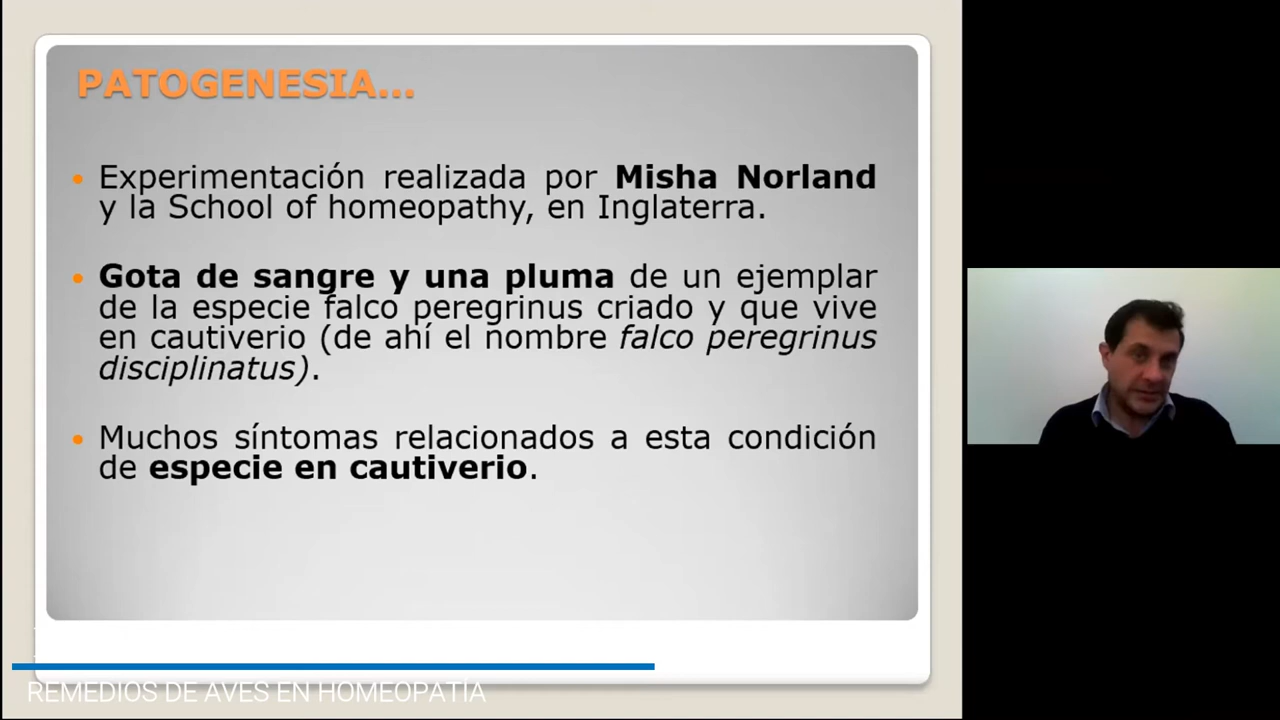 PATOGENESIA...
• Experimentación realizada por Misha Norland
y la School of homeopathy, en Inglaterra.
• Gota de sangre y una pluma de un ejemplar
de la especie falco peregrinus criado y que vive
en cautiverio (de ahí el nombre falco peregrinus
disciplinatus).
• Muchos síntomas relacionados a esta condición
de especie en cautiverio.
REMEDIOS DE AVES EN HOMEOPATÍA